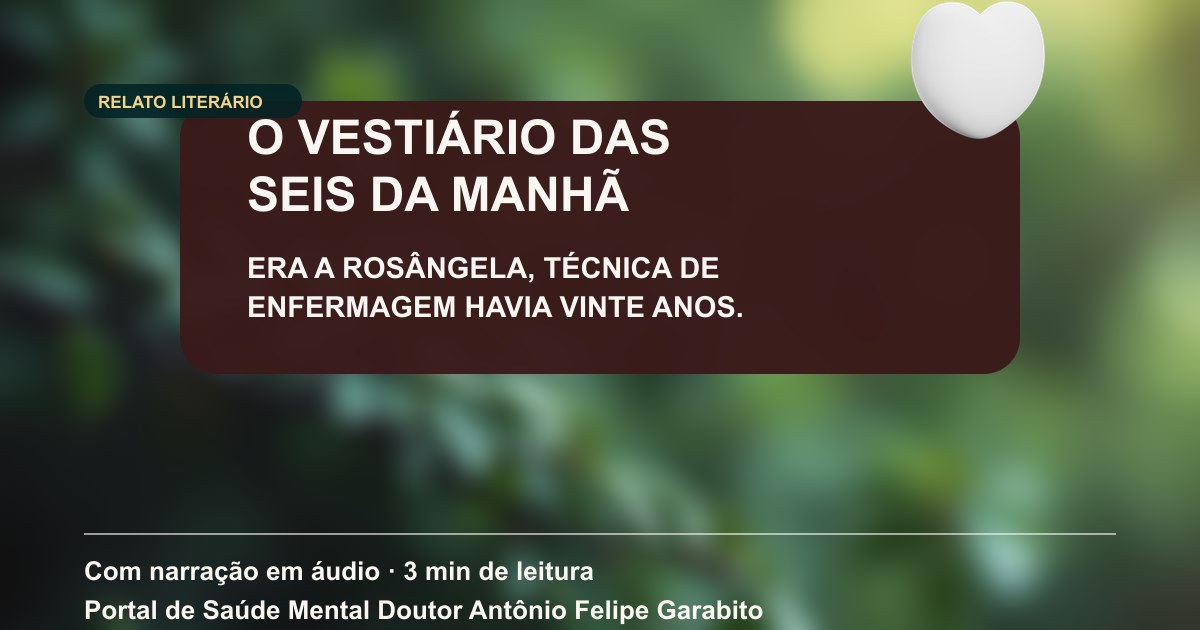 RELATO LITERÁRIO
O VESTIÁRIO DAS
SEIS DA MANHÃ
ERA A ROSÂNGELA, TÉCNICA DE
ENFERMAGEM HAVIA VINTE ANOS.
Com narração em áudio · 3 min de leitura
Portal de Saúde Mental Doutor Antônio Felipe Garabito